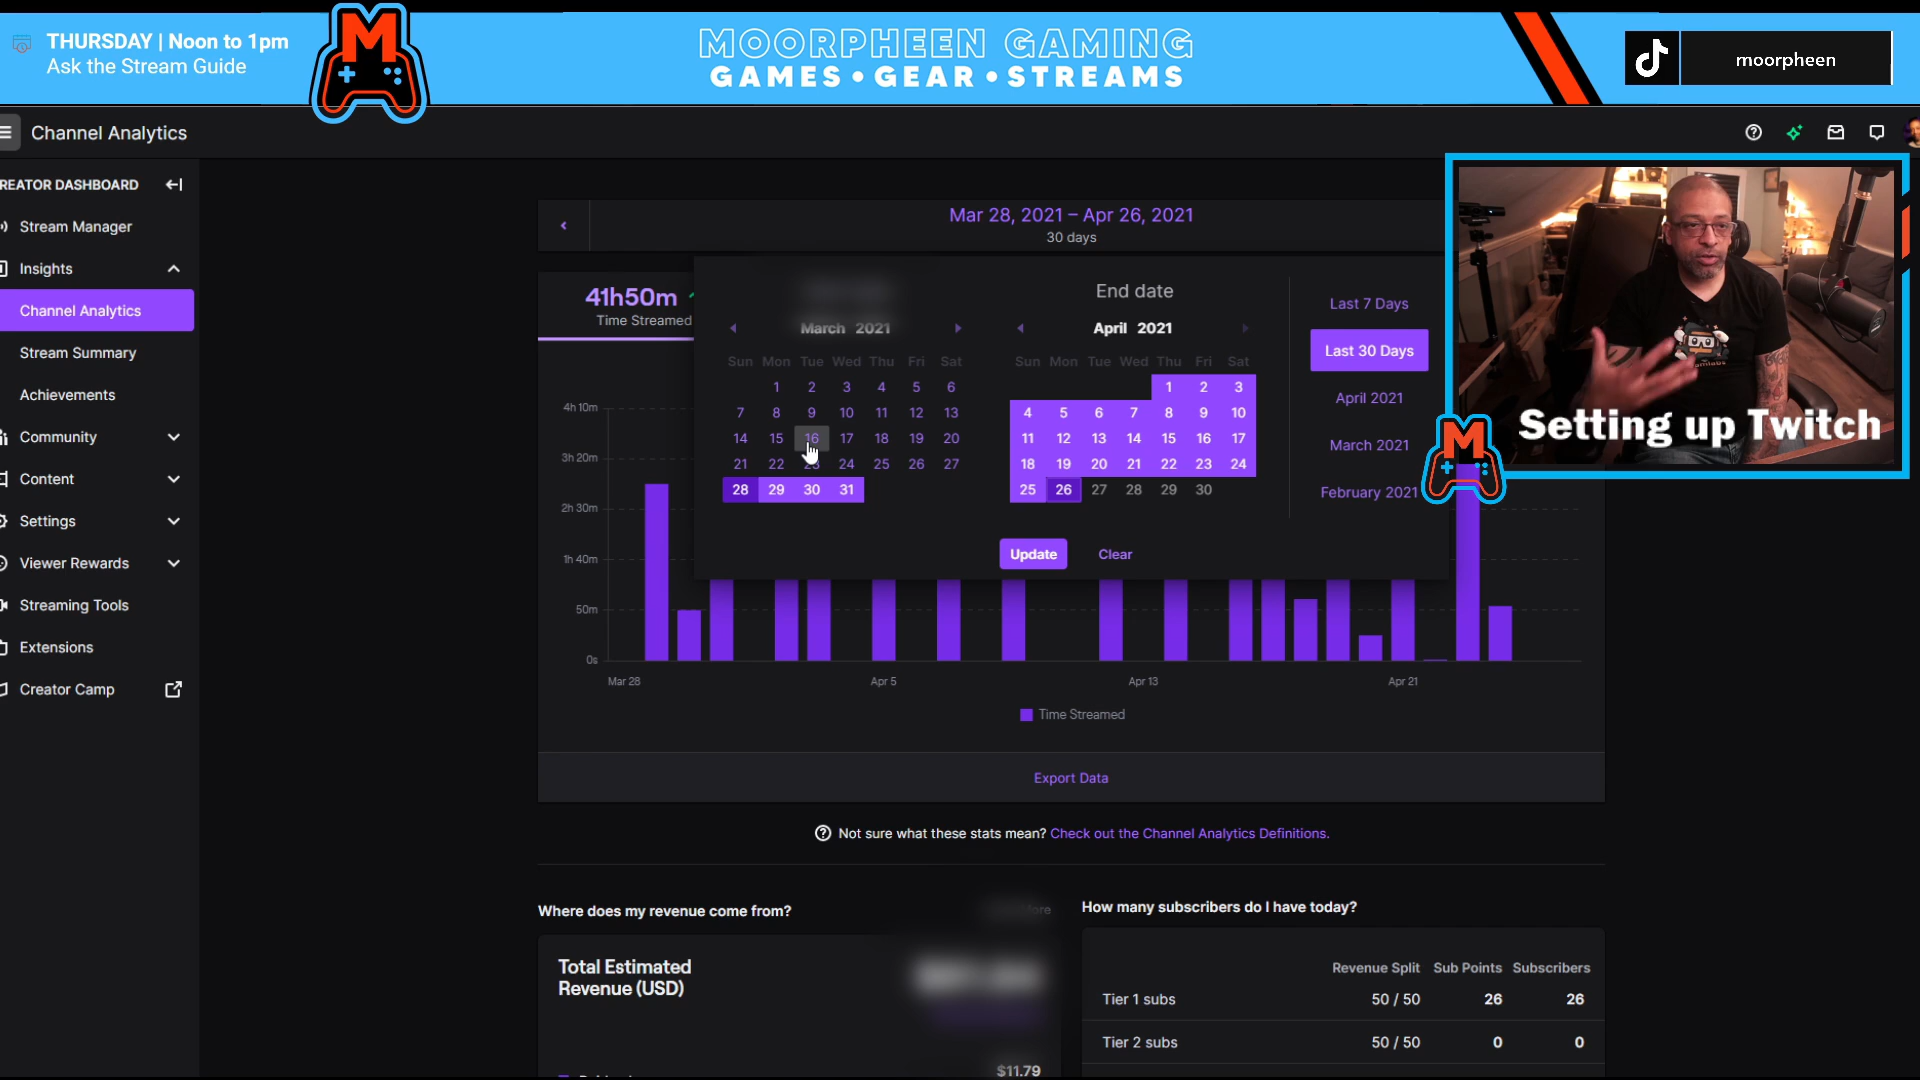 THURSDAY | Noon to 1pm
Ask the Stream Guide
M
MOORPHEEN GAMING
GAMES • GEAR • STREAMS
moorpheen
Channel Analytics
REATOR DASHBOARD
Stream Manager
Insights
Channel Analytics
Stream Summary
Achievements
Community
Content
Settings
Viewer Rewards
Streaming Tools
Extensions
Creator Camp
Mar 28, 2021 – Apr 26, 2021
30 days
41h50m
Time Streamed
March 2021
Sun Mon Tue Wed Thu Fri Sat
1 2 3 4 5 6
7 8 9 10 11 12 13
14 15 16 17 18 19 20
21 22 23 24 25 26 27
28 29 30 31
End date
April 2021
Sun Mon Tue Wed Thu Fri Sat
1 2 3
4 5 6 7 8 9 10
11 12 13 14 15 16 17
18 19 20 21 22 23 24
25 26 27 28 29 30
Last 7 Days
Last 30 Days
April 2021
March 2021
February 2021
Update Clear
Setting up Twitch
M
4h 10m
3h 20m
2h 30m
1h 40m
50m
0s
Mar 28 Apr 5 Apr 13 Apr 21
Time Streamed
Export Data
Not sure what these stats mean? Check out the Channel Analytics Definitions.
Where does my revenue come from?
Total Estimated
Revenue (USD)
$11.79
How many subscribers do I have today?
Revenue Split Sub Points Subscribers
Tier 1 subs 50 / 50 26 26
Tier 2 subs 50 / 50 0 0